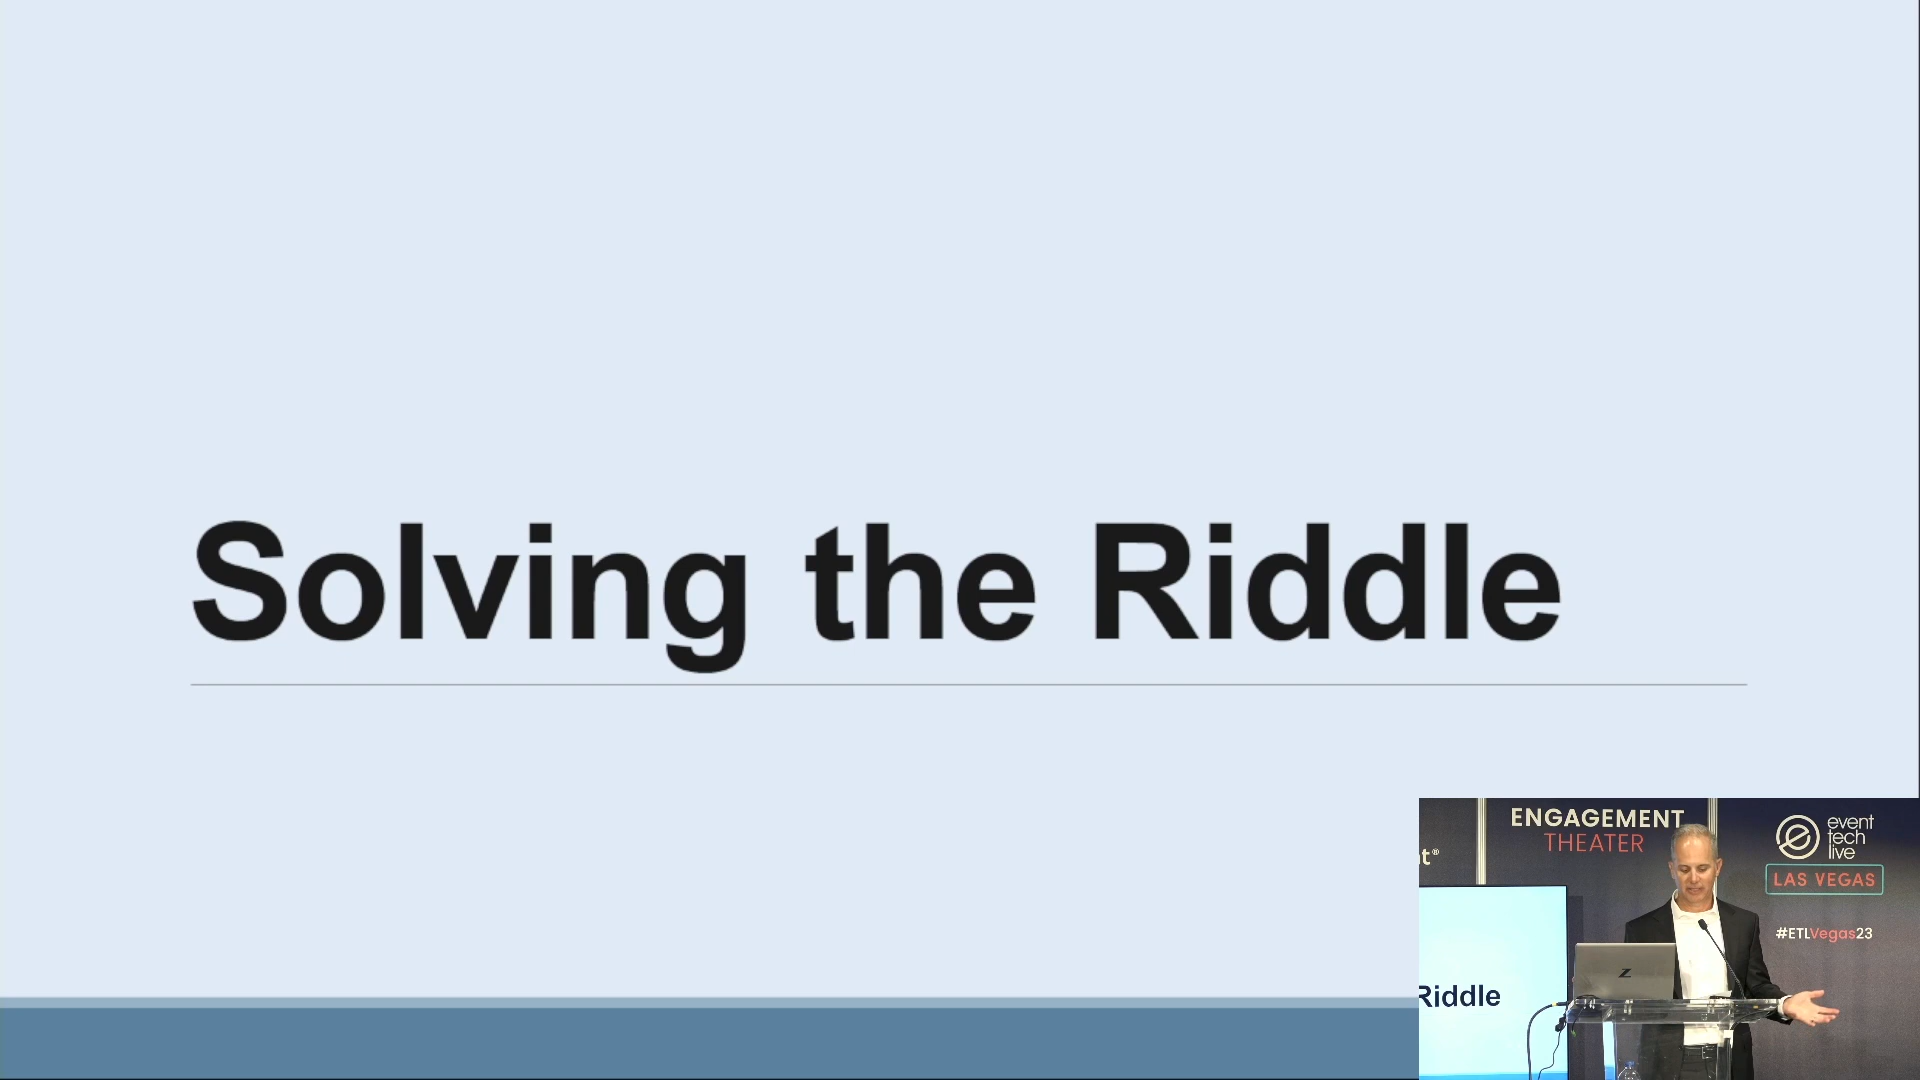 Solving the Riddle
ENGAGEMENT
THEATER
t®
event
tech
live
LAS VEGAS
#ETLVegas23
Riddle
Z